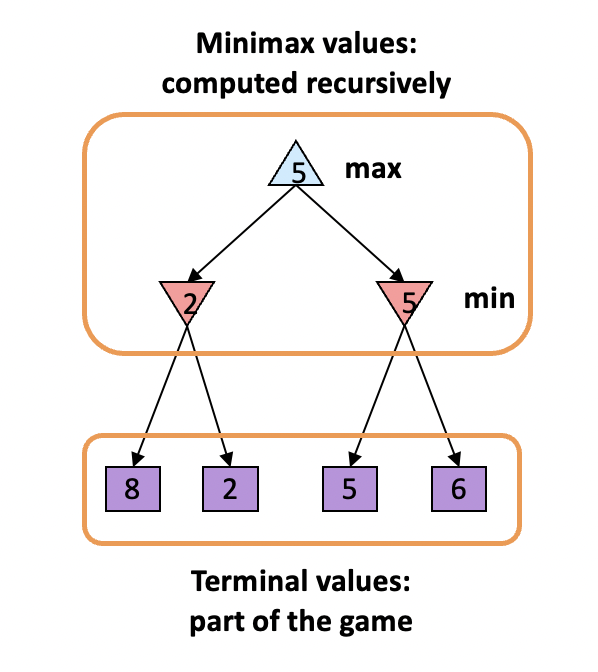 Minimax values:
computed recursively
5 max
2 5 min
8 2 5 6
Terminal values:
part of the game